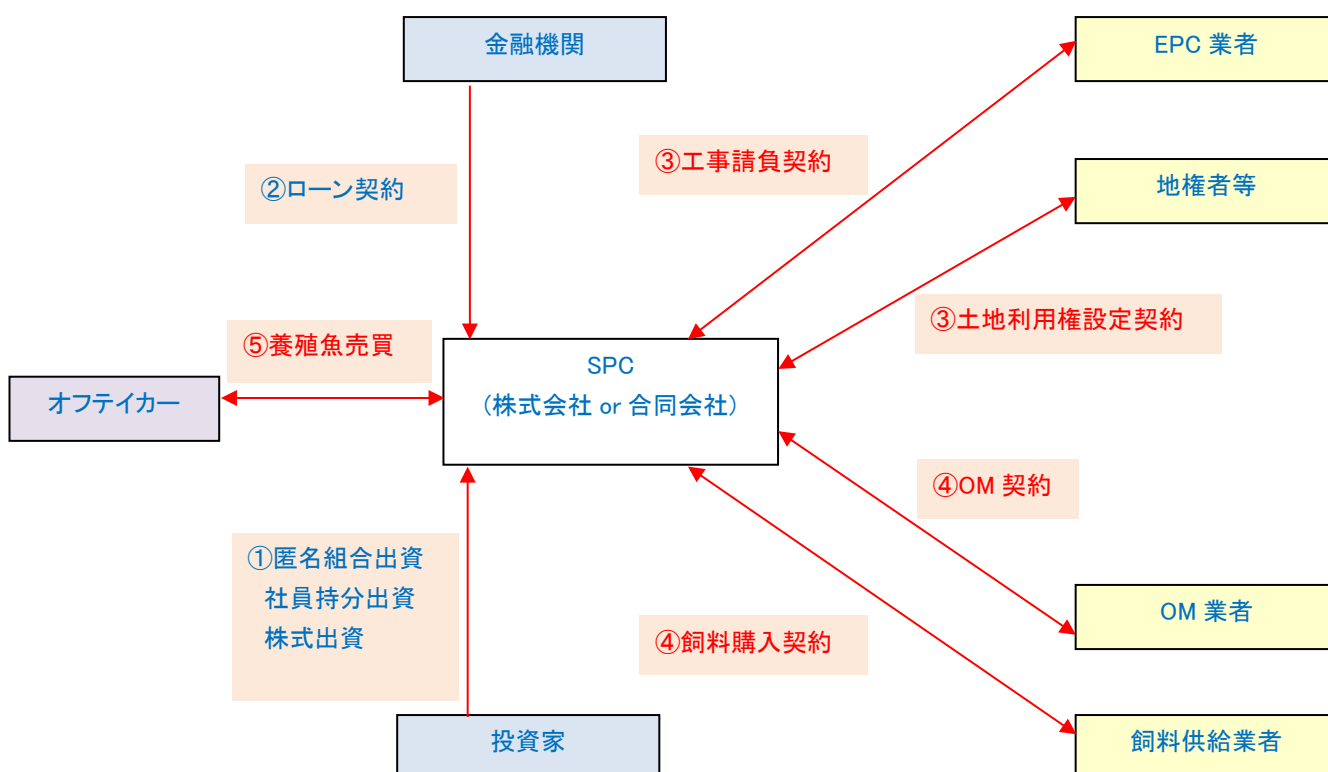 金融機関
EPC 業者
③工事請負契約
②ローン契約
地権者等
③土地利用権設定契約
⑤養殖魚売買
SPC
（株式会社 or 合同会社）
オフテイカー
④OM 契約
①匿名組合出資
社員持分出資
株式出資
④飼料購入契約
OM 業者
投資家
飼料供給業者